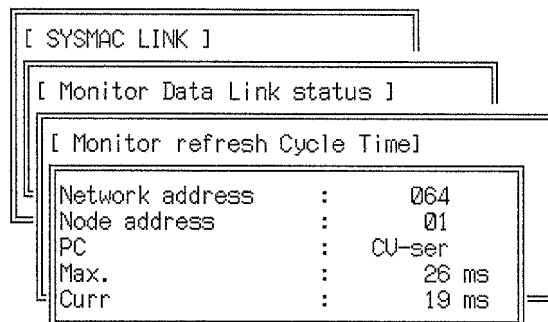 [ SYSMAC LINK ]
[ Monitor Data Link status ]
[ Monitor refresh Cycle Time]
Network address : 064
Node address : 01
PC : CV-ser
Max. : 26 ms
Curr : 19 ms